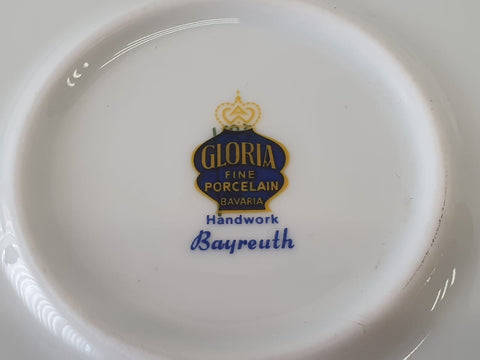 GLORIA
FINE
PORCELAIN
BAVARIA
Handwork
Bayreuth